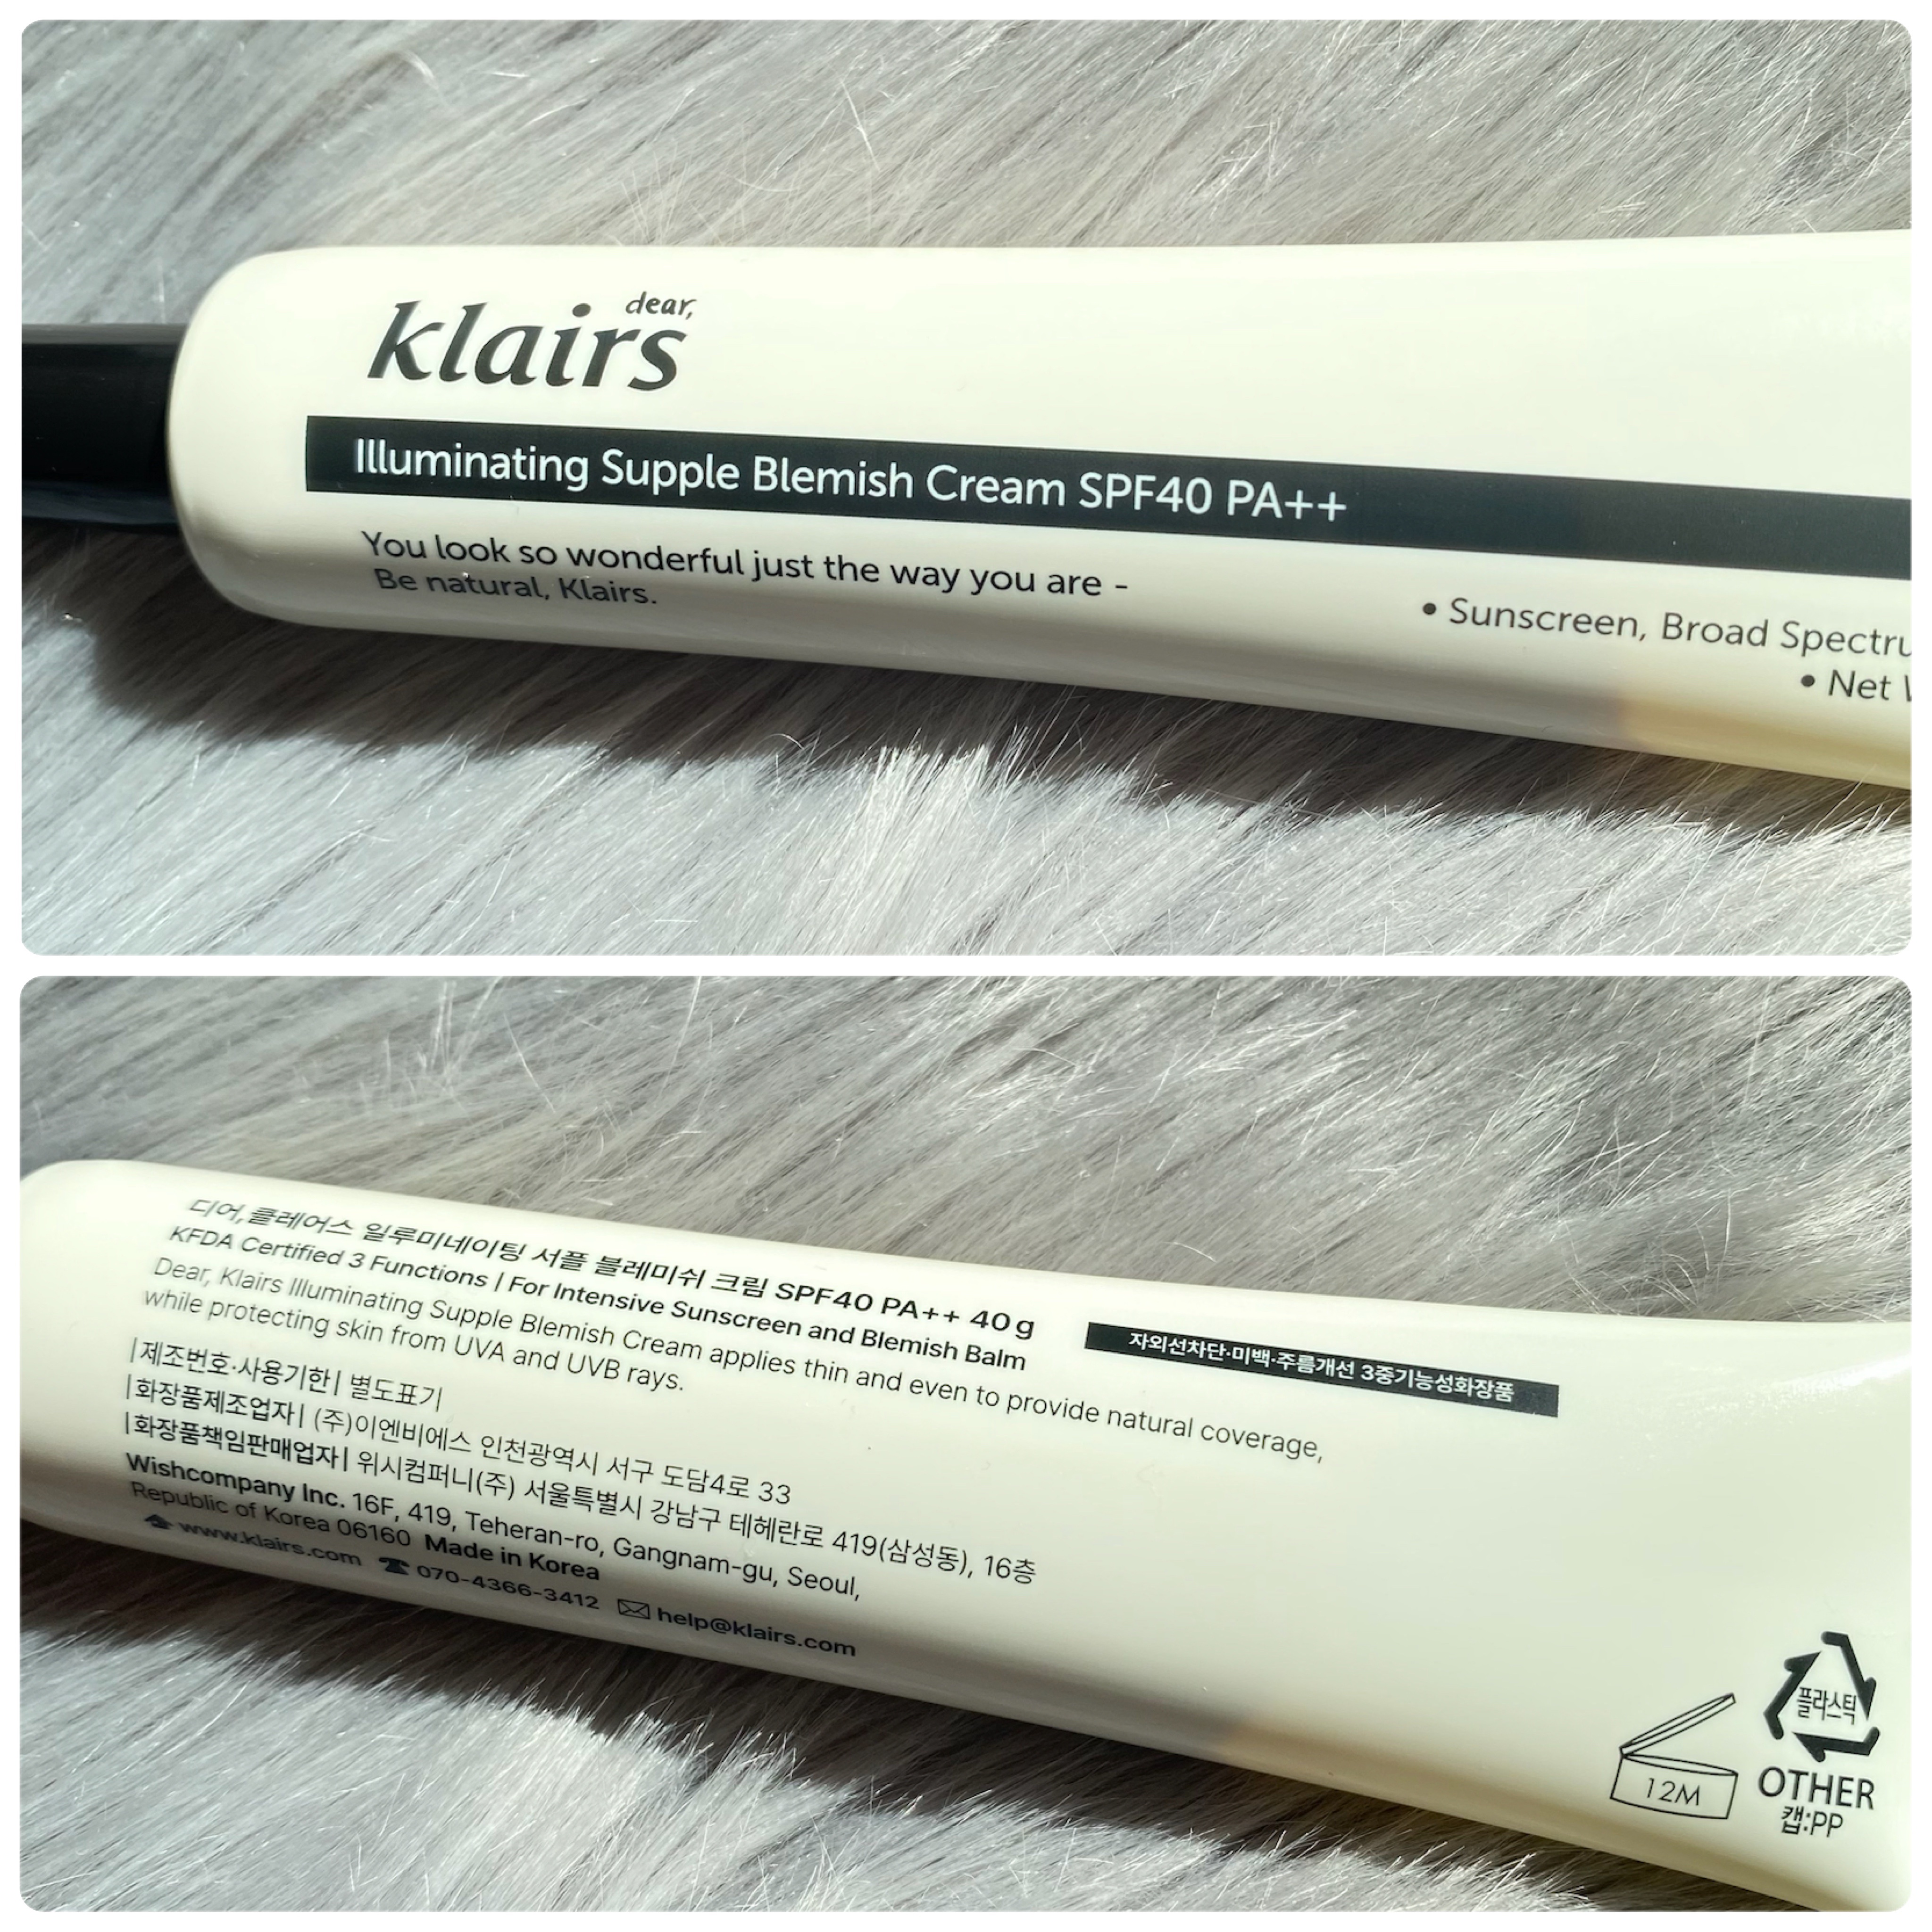 dear,
klairs
Illuminating Supple Blemish Cream SPF40 PA++
You look so wonderful just the way you are -
Be natural, Klairs.
• Sunscreen, Broad
• Net
디어, 클레어스 일루미네이팅 서플 블레미쉬 크림 SPF40 PA++ 40g
KFDA Certified 3 Functions | For Intensive Sunscreen and Blemish Balm
자외선차단·미백·주름개선 3중기능성화장품
Dear, Klairs Illuminating Supple Blemish Cream applies thin and even to provide natural coverage,
while protecting skin from UVA and UVB rays.
|제조번호·사용기한| 별도표기
|화장품제조업자| (주)이엔비에스 인천광역시 서구 도담4로 33
|화장품책임판매업자| 위시컴퍼니(주) 서울특별시 강남구 테헤란로 419(삼성동), 16층
Wishcompany Inc. 16F, 419, Teheran-ro, Gangnam-gu, Seoul,
Republic of Korea 06160 Made in Korea
www.klairs.com 070-4366-3412 help@klairs.com
플라스틱
12M
OTHER
캡:PP